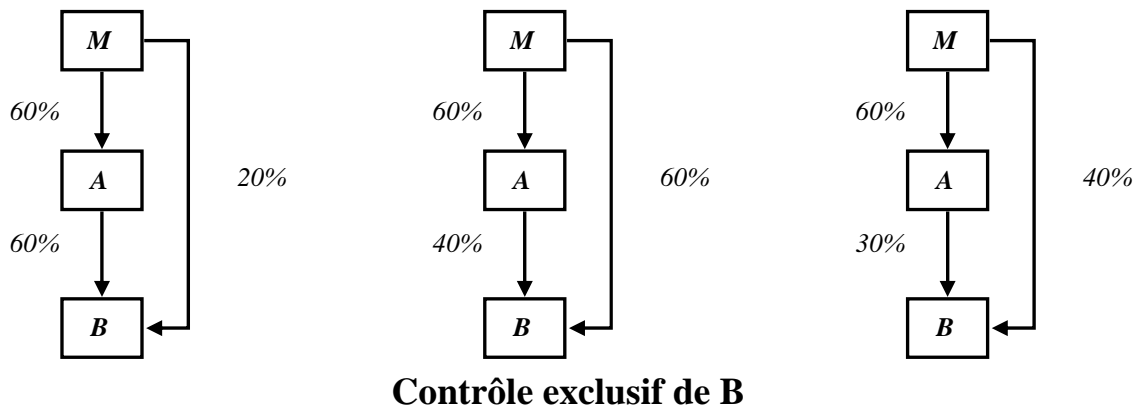 M M M
60% 60% 60%
A 20% A 60% A 40%
60% 40% 30%
B B B
Contrôle exclusif de B